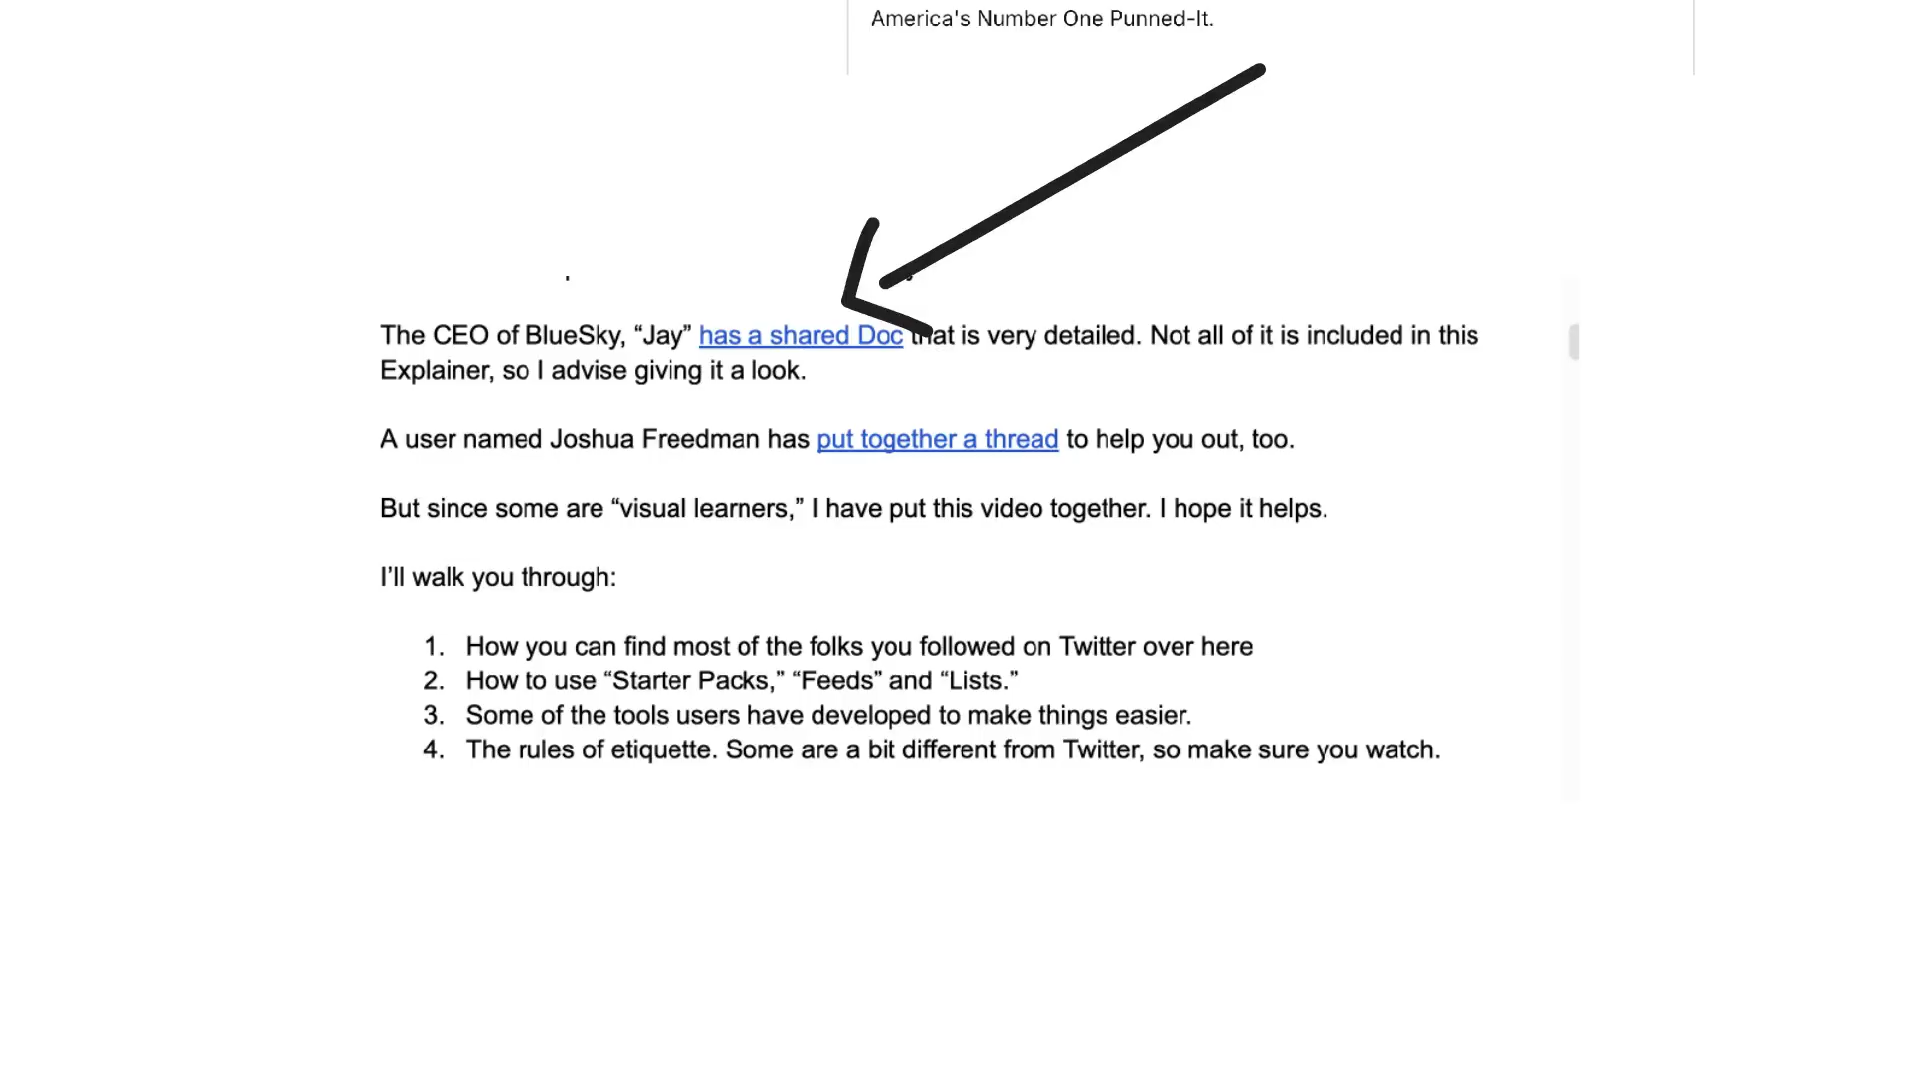 America's Number One Punned-It.
The CEO of BlueSky, “Jay” has a shared Doc that is very detailed. Not all of it is included in this
Explainer, so I advise giving it a look.
A user named Joshua Freedman has put together a thread to help you out, too.
But since some are “visual learners,” I have put this video together. I hope it helps.
I’ll walk you through:
1. How you can find most of the folks you followed on Twitter over here
2. How to use “Starter Packs,” “Feeds” and “Lists.”
3. Some of the tools users have developed to make things easier.
4. The rules of etiquette. Some are a bit different from Twitter, so make sure you watch.